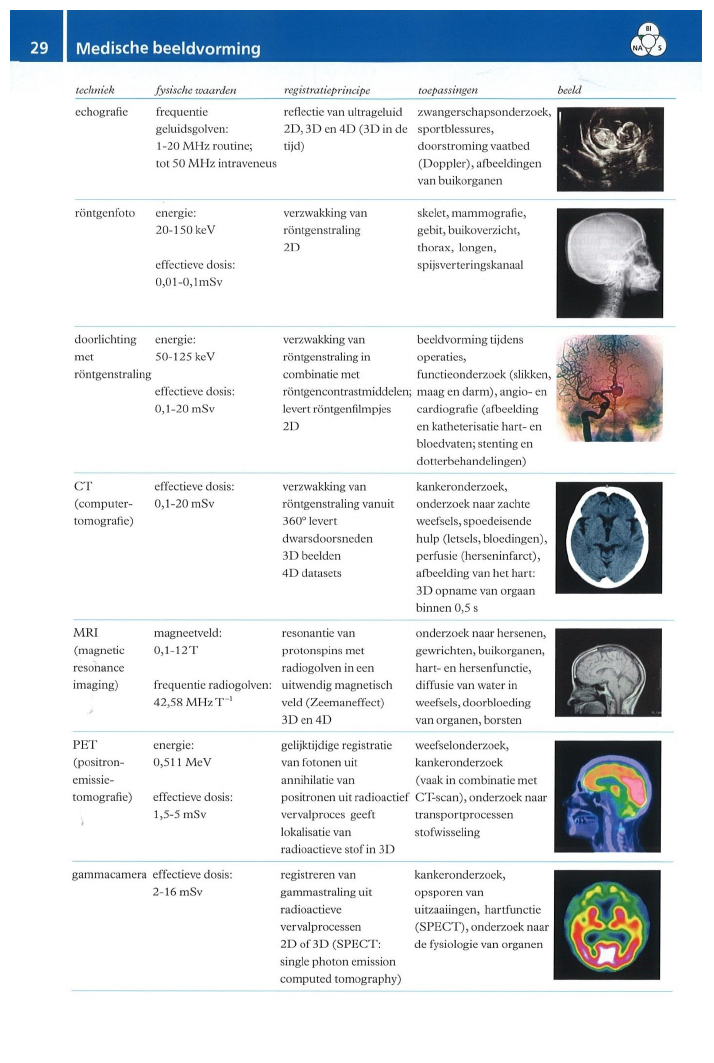 29 Medische beeldvorming
BI
NA S
techniek fysische waarden registratieprincipe toepassingen beeld
echografie frequentie reflectie van ultrageluid zwangerschapsonderzoek,
geluidsgolven: 2D, 3D en 4D (3D in de sportblessures,
1-20 MHz routine; tijd) doorstroming vaatbed
tot 50 MHz intraveneus (Doppler), afbeeldingen
van buikorganen
röntgenfoto energie: verzwakking van skelet, mammografie,
20-150 keV röntgenstraling gebit, buikoverzicht,
2D thorax, longen,
effectieve dosis: spijsverteringskanaal
0,01-0,1mSv
doorlichting energie: verzwakking van beeldvorming tijdens
met 50-125 keV röntgenstraling in operaties,
röntgenstraling combinatie met functieonderzoek (slikken,
effectieve dosis: röntgencontrastmiddelen; maag en darm), angio- en
0,1-20 mSv levert röntgenfilmpjes cardiografie (afbeelding
2D en katheterisatie hart- en
bloedvaten; stenting en
dotterbehandelingen)
CT effectieve dosis: verzwakking van kankeronderzoek,
(computer- 0,1-20 mSv röntgenstraling vanuit onderzoek naar zachte
tomografie) 360° levert weefsels, spoedeisende
dwarsdoorsneden hulp (letsels, bloedingen),
3D beelden perfusie (herseninfarct),
4D datasets afbeelding van het hart:
3D opname van orgaan
binnen 0,5 s
MRI magneetveld: resonantie van onderzoek naar hersenen,
(magnetic 0,1-12T protonspins met gewrichten, buikorganen,
resonance radiogolven in een hart- en hersenfunctie,
imaging) frequentie radiogolven: uitwendig magnetisch diffusie van water in
42,58 MHz T⁻¹ veld (Zeemaneffect) weefsels, doorbloeding
3D en 4D van organen, borsten
PET energie: gelijktijdige registratie weefselonderzoek,
(positron- 0,511 MeV van fotonen uit kankeronderzoek
emissie- annihilatie van (vaak in combinatie met
tomografie) effectieve dosis: positronen uit radioactief CT-scan), onderzoek naar
1,5-5 mSv vervalproces geeft transportprocessen
lokalisatie van stofwisseling
radioactieve stof in 3D
gammacamera effectieve dosis: registreren van kankeronderzoek,
2-16 mSv gammastraling uit opsporen van
radioactieve uitzaaiingen, hartfunctie
vervalprocessen (SPECT), onderzoek naar
2D of 3D (SPECT: de fysiologie van organen
single photon emission
computed tomography)